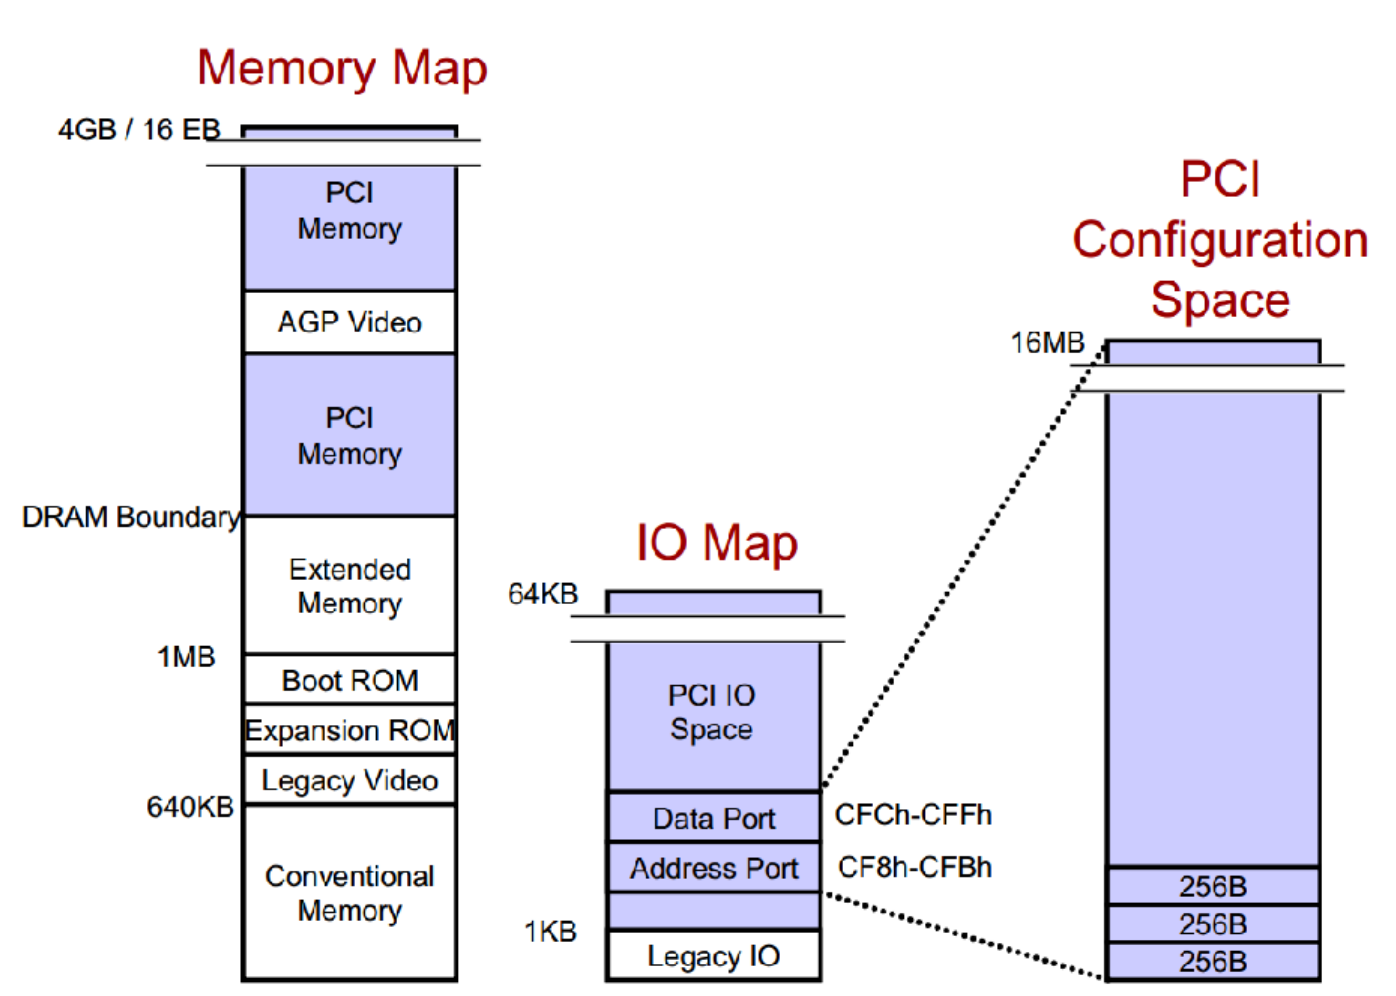 Memory Map
4GB / 16 EB
PCI
Memory
AGP Video
PCI
Memory
DRAM Boundary
Extended
Memory
1MB
Boot ROM
Expansion ROM
Legacy Video
640KB
Conventional
Memory
IO Map
64KB
PCI IO
Space
Data Port
CFCh-CFFh
Address Port
CF8h-CFBh
1KB
Legacy IO
PCI
Configuration
Space
16MB
256B
256B
256B